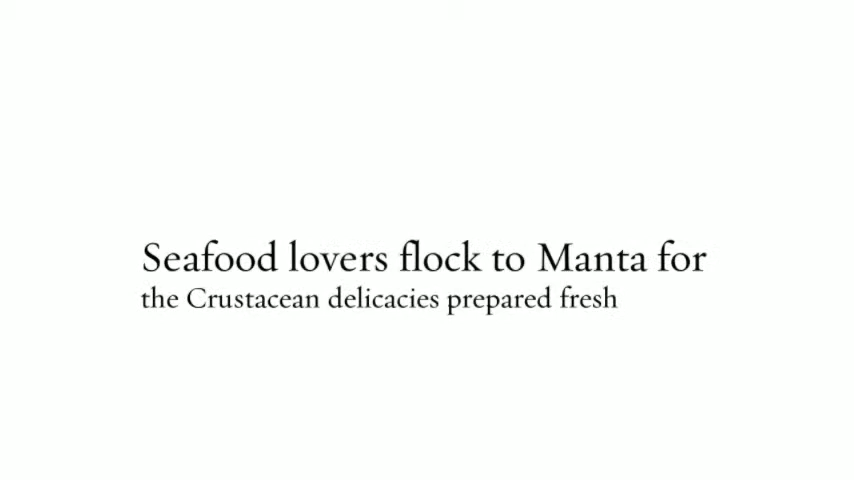 Seafood lovers flock to Manta for
the Crustacean delicacies prepared fresh